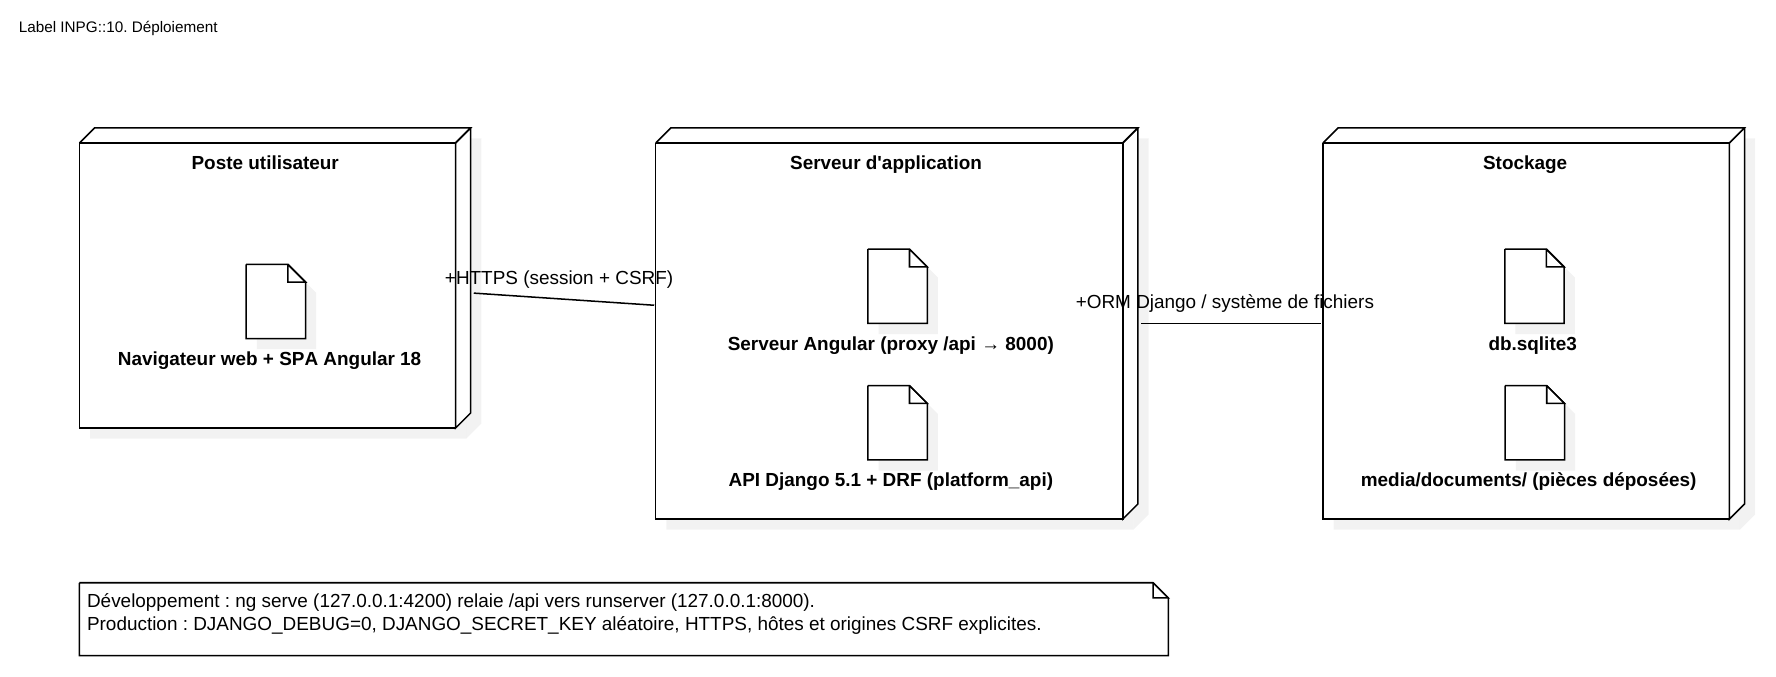 Label INPG::10. Déploiement
Poste utilisateur
Navigateur web + SPA Angular 18
+HTTPS (session + CSRF)
Serveur d'application
Serveur Angular (proxy /api → 8000)
API Django 5.1 + DRF (platform_api)
+ORM Django / système de fichiers
Stockage
db.sqlite3
media/documents/ (pièces déposées)
Développement : ng serve (127.0.0.1:4200) relaie /api vers runserver (127.0.0.1:8000).
Production : DJANGO_DEBUG=0, DJANGO_SECRET_KEY aléatoire, HTTPS, hôtes et origines CSRF explicites.